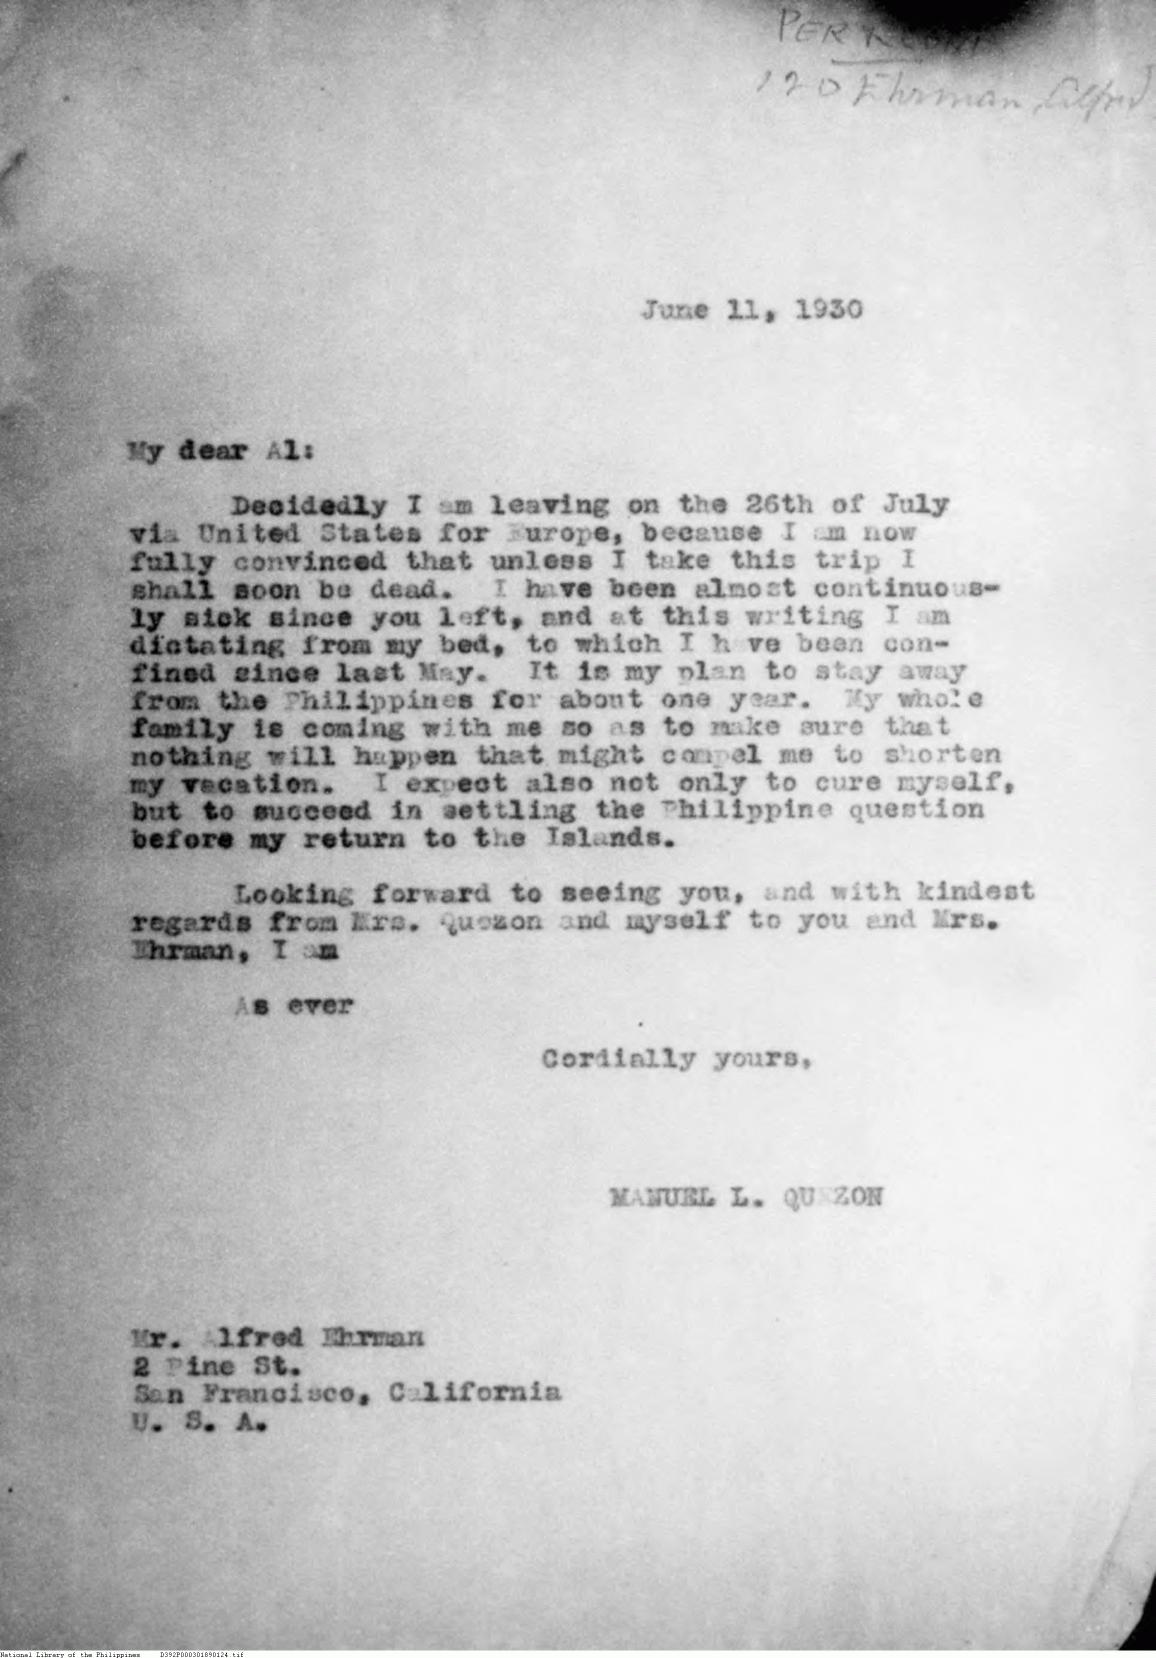 PER
120 Ehrman, Alfred
June 11, 1930
My dear Al:
Decidedly I am leaving on the 26th of July
via United States for Europe, because I am now
fully convinced that unless I take this trip I
shall soon be dead. I have been almost continuous-
ly sick since you left, and at this writing I am
dictating from my bed, to which I have been con-
fined since last May. It is my plan to stay away
from the Philippines for about one year. My whole
family is coming with me so as to make sure that
nothing will happen that might compel me to shorten
my vacation. I expect also not only to cure myself,
but to succeed in settling the Philippine question
before my return to the Islands.
Looking forward to seeing you, and with kindest
regards from Mrs. Quezon and myself to you and Mrs.
Ehrman, I am
As ever
Cordially yours,
MANUEL L. QUEZON
Mr. Alfred Ehrman
2 Pine St.
San Francisco, California
U. S. A.
National Library of the Philippines D392P000301890124.tif